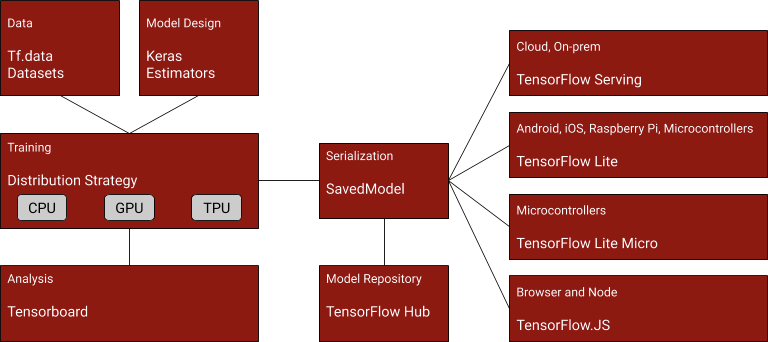 Data
Tf.data
Datasets
Model Design
Keras
Estimators
Training
Distribution Strategy
CPU
GPU
TPU
Analysis
Tensorboard
Serialization
SavedModel
Model Repository
TensorFlow Hub
Cloud, On-prem
TensorFlow Serving
Android, iOS, Raspberry Pi, Microcontrollers
TensorFlow Lite
Microcontrollers
TensorFlow Lite Micro
Browser and Node
TensorFlow.JS